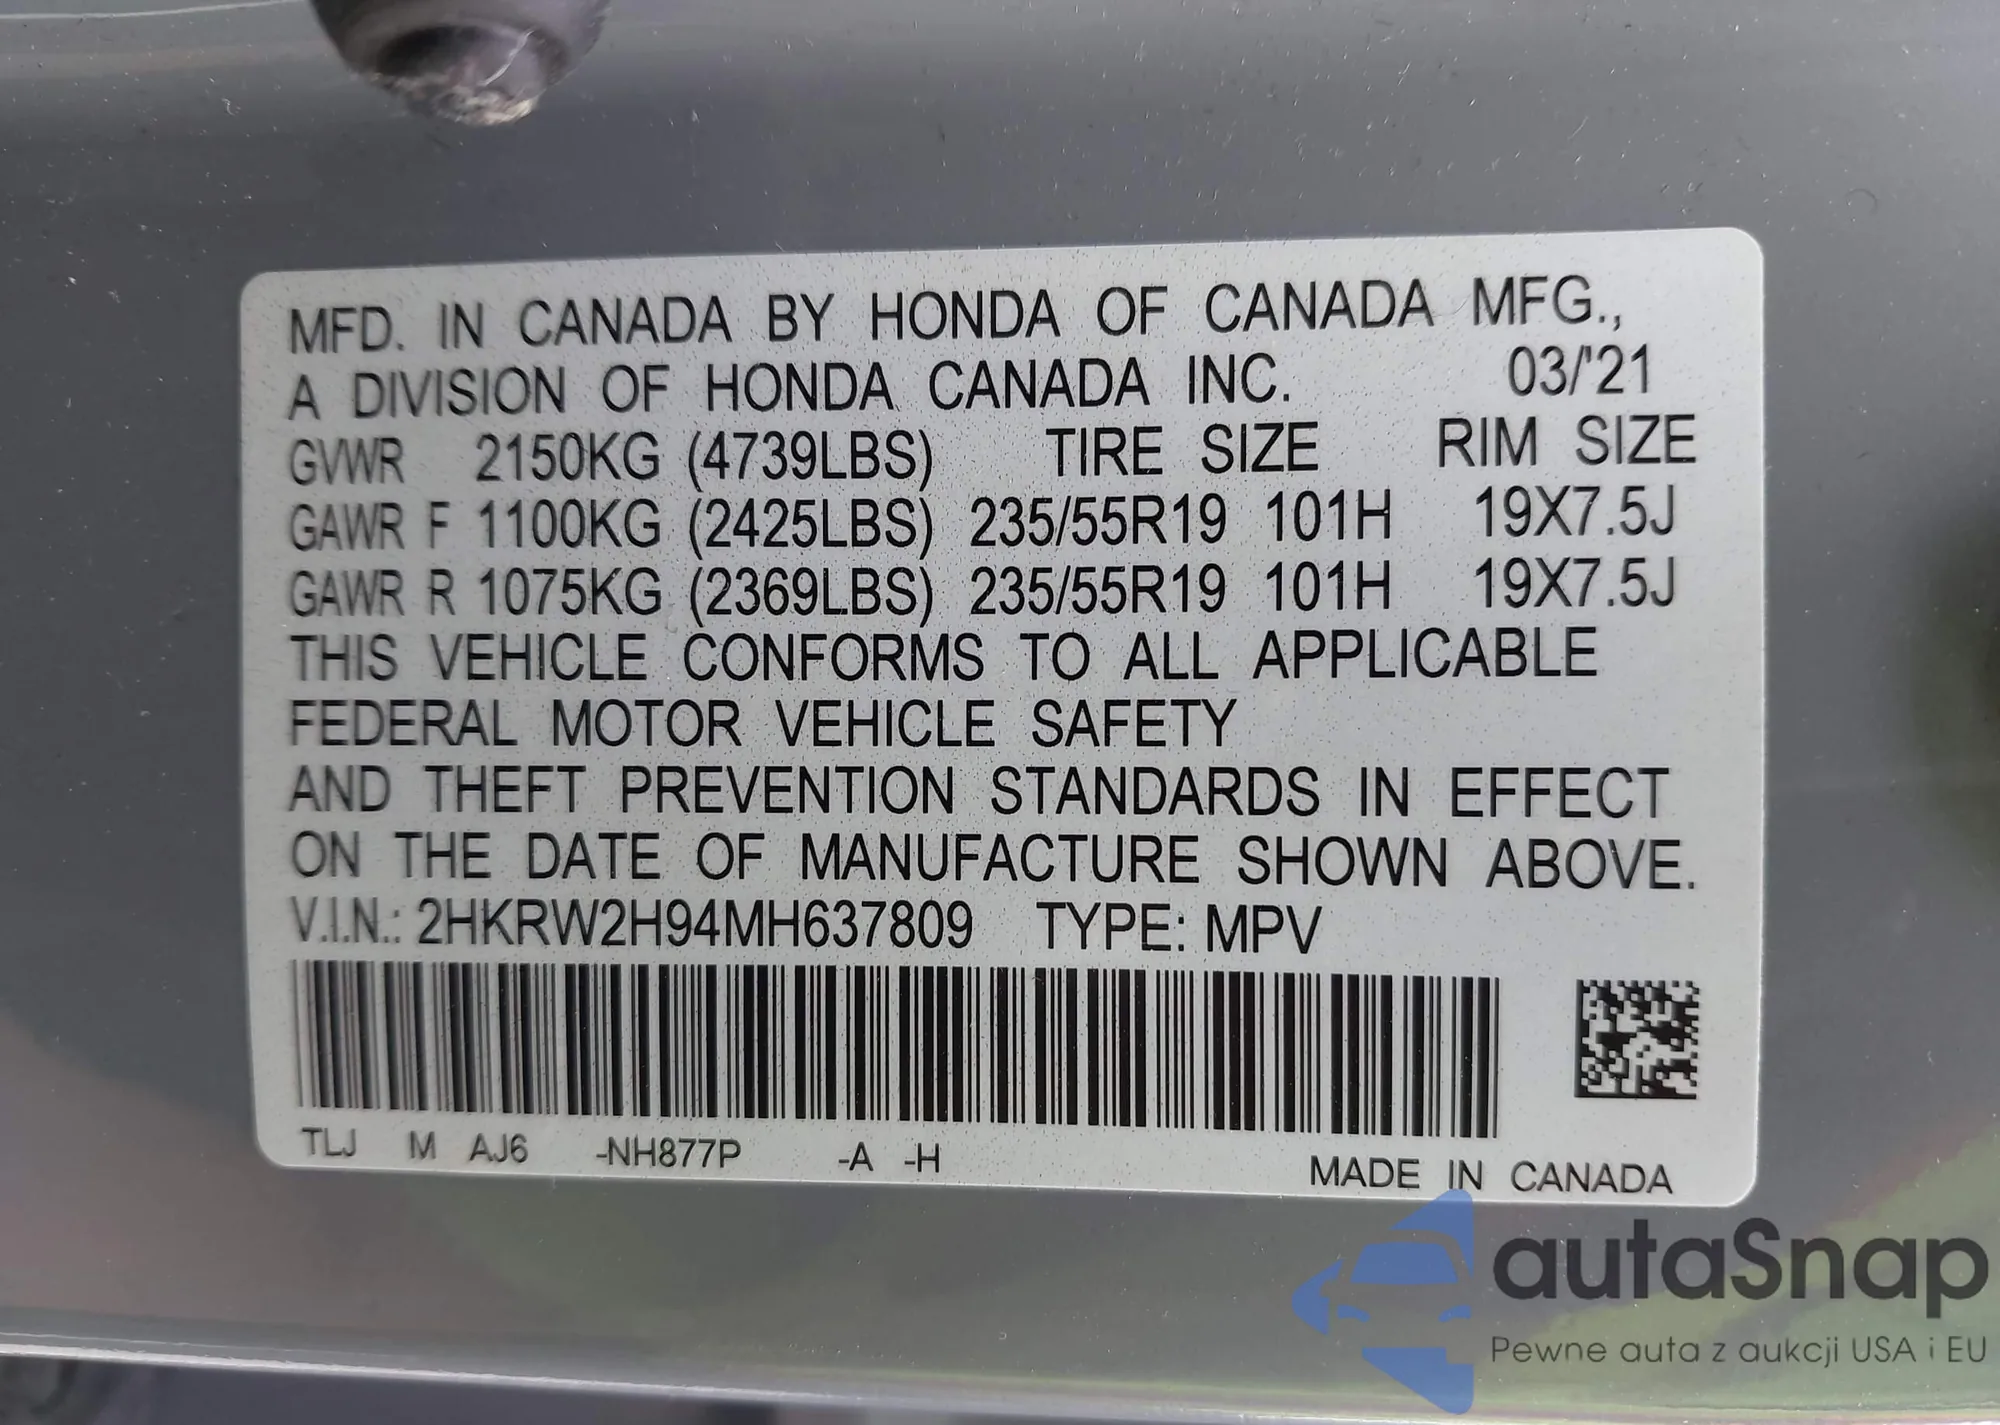 MFD. IN CANADA BY HONDA OF CANADA MFG.,
A DIVISION OF HONDA CANADA INC. 03/'21
GVWR 2150KG (4739LBS) TIRE SIZE RIM SIZE
GAWR F 1100KG (2425LBS) 235/55R19 101H 19X7.5J
GAWR R 1075KG (2369LBS) 235/55R19 101H 19X7.5J
THIS VEHICLE CONFORMS TO ALL APPLICABLE
FEDERAL MOTOR VEHICLE SAFETY
AND THEFT PREVENTION STANDARDS IN EFFECT
ON THE DATE OF MANUFACTURE SHOWN ABOVE.
V.I.N.: 2HKRW2H94MH637809 TYPE: MPV
TLJ M AJ6 -NH877P -A -H MADE IN CANADA
autaSnap
Pewne auta z aukcji USA i EU